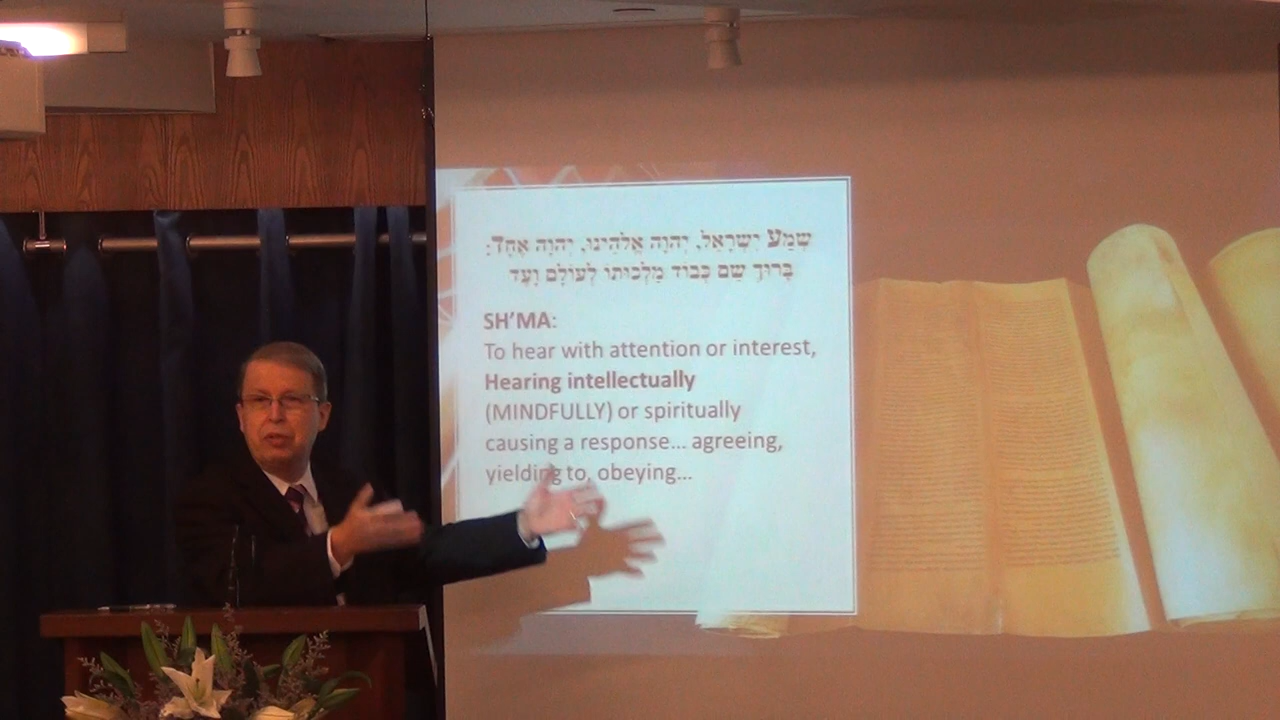 שְׁמַע יִשְׂרָאֵל, יְהוָה אֱלֹהֵינוּ, יְהוָה אֶחָד:
בָּרוּךְ שֵׁם כְּבוֹד מַלְכוּתוֹ לְעוֹלָם וָעֶד
SH'MA:
To hear with attention or interest,
Hearing intellectually
(MINDFULLY) or spiritually
causing a response... agreeing,
yielding to, obeying...